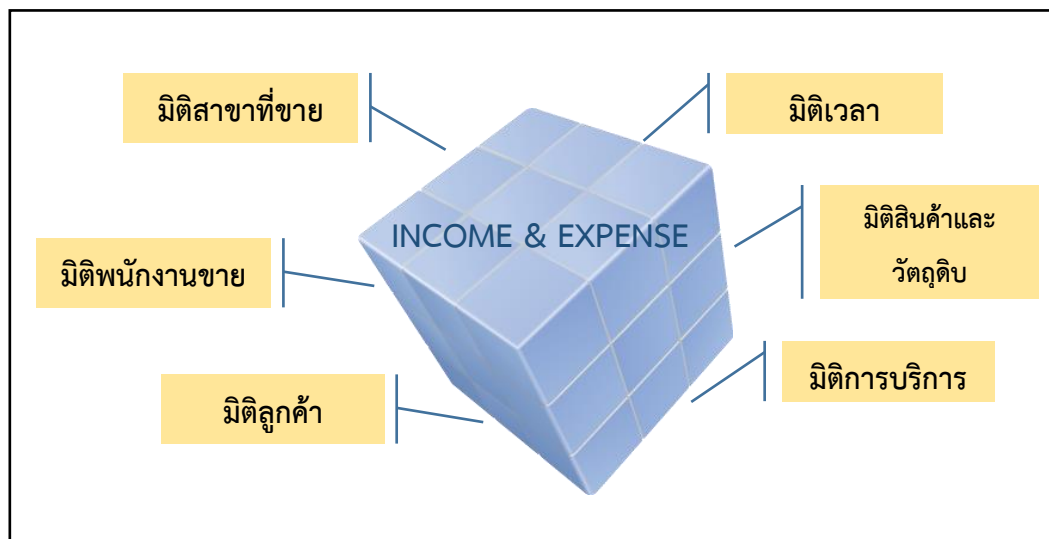 มิติสาขาที่ขาย
มิติเวลา
INCOME & EXPENSE
มิติสินค้าและ
วัตถุดิบ
มิติพนักงานขาย
มิติการบริการ
มิติลูกค้า